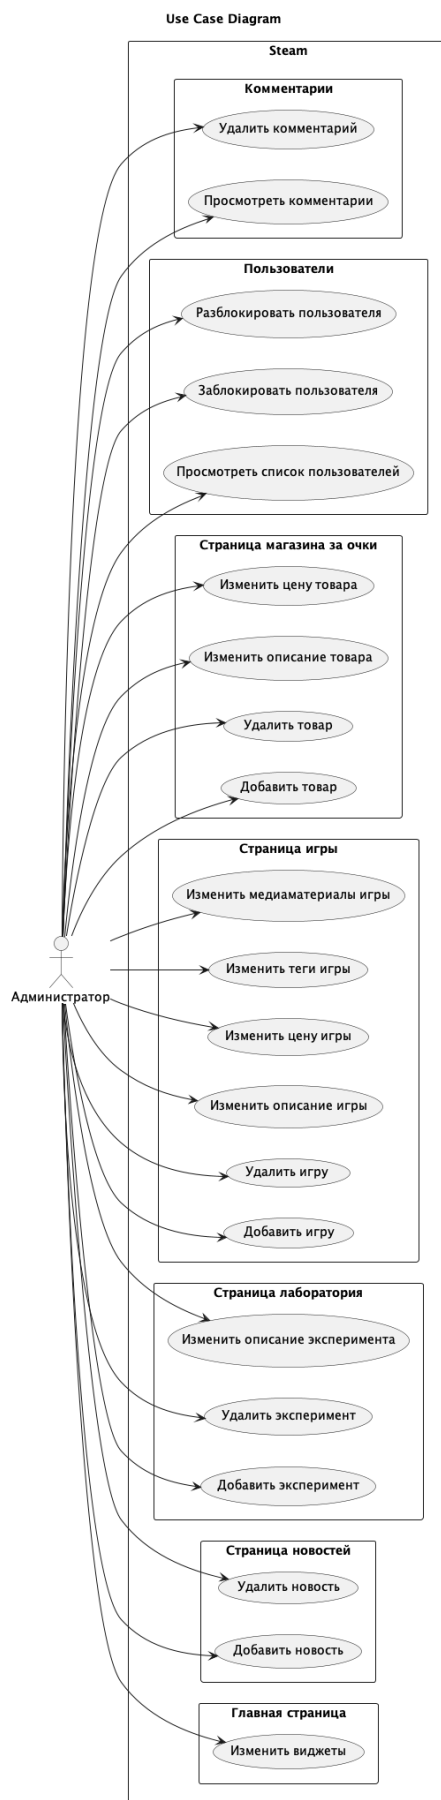 Use Case Diagram
Steam
Комментарии
Удалить комментарий
Просмотреть комментарии
Пользователи
Разблокировать пользователя
Заблокировать пользователя
Просмотреть список пользователей
Страница магазина за очки
Изменить цену товара
Изменить описание товара
Удалить товар
Добавить товар
Страница игры
Изменить медиаматериалы игры
Изменить теги игры
Администратор
Изменить цену игры
Изменить описание игры
Удалить игру
Добавить игру
Страница лаборатория
Изменить описание эксперимента
Удалить эксперимент
Добавить эксперимент
Страница новостей
Удалить новость
Добавить новость
Главная страница
Изменить виджеты